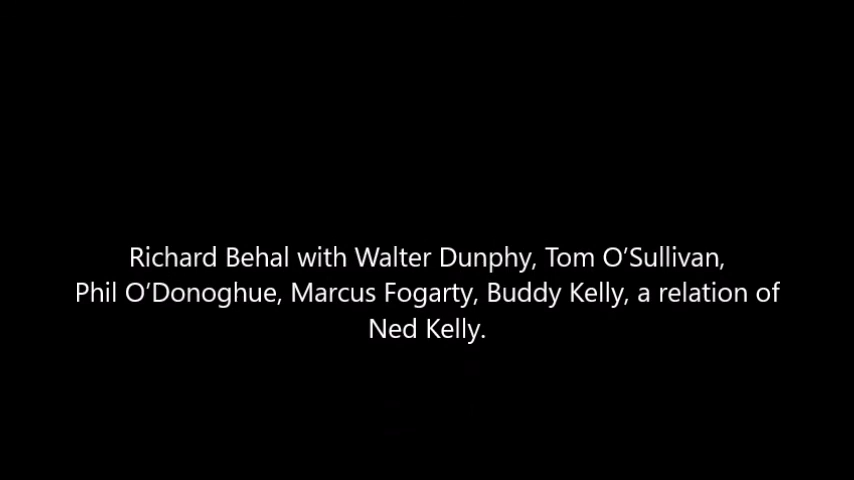 Richard Behal with Walter Dunphy, Tom O’Sullivan,
Phil O’Donoghue, Marcus Fogarty, Buddy Kelly, a relation of
Ned Kelly.